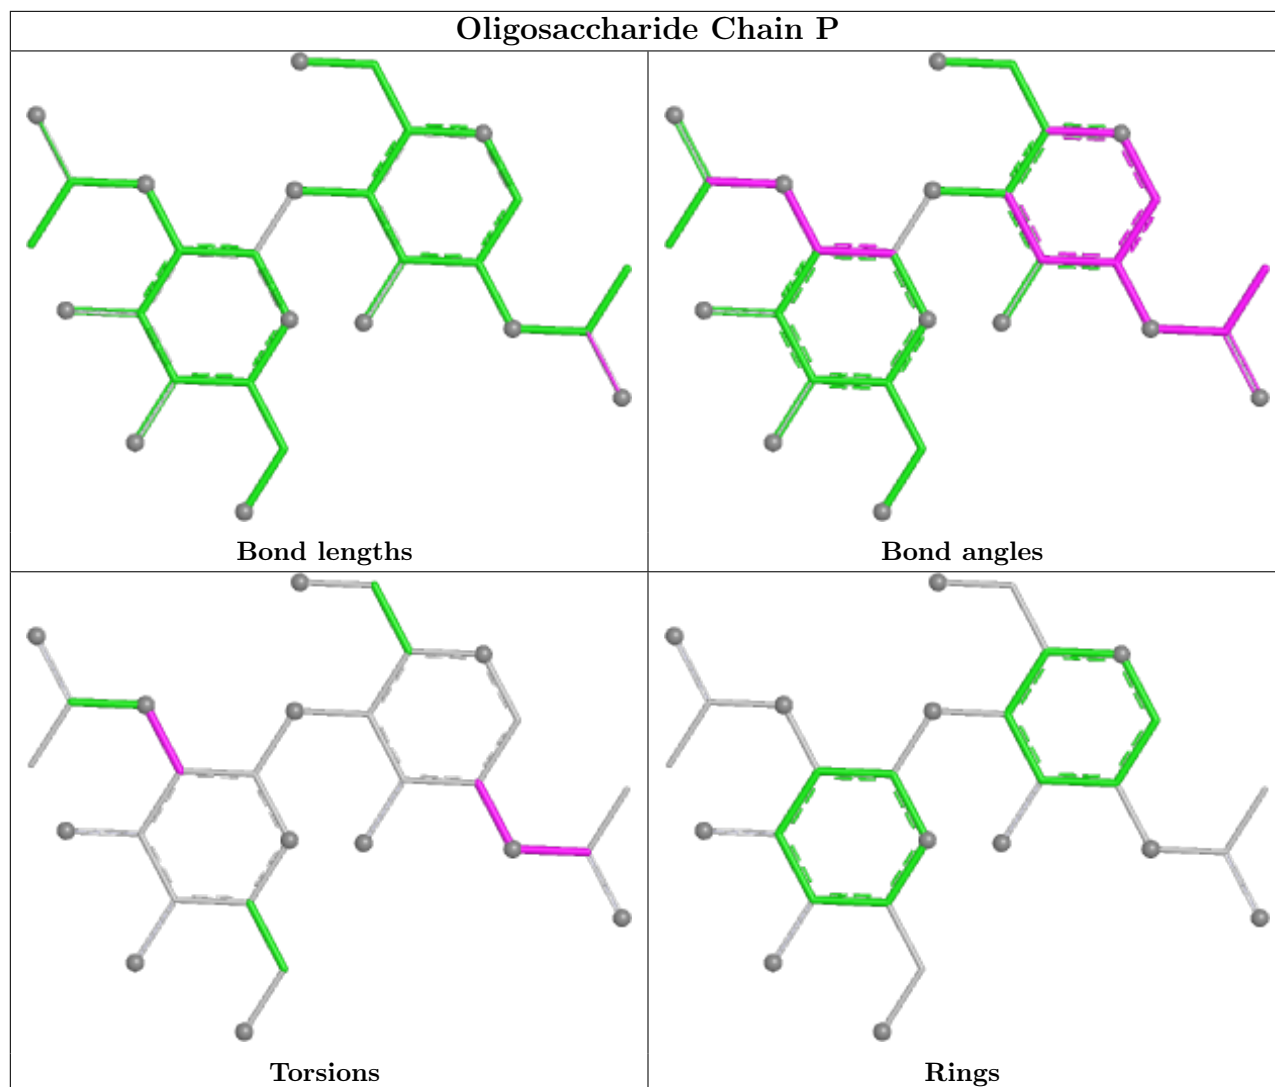 Oligosaccharide Chain P
Bond lengths
Bond angles
Torsions
Rings